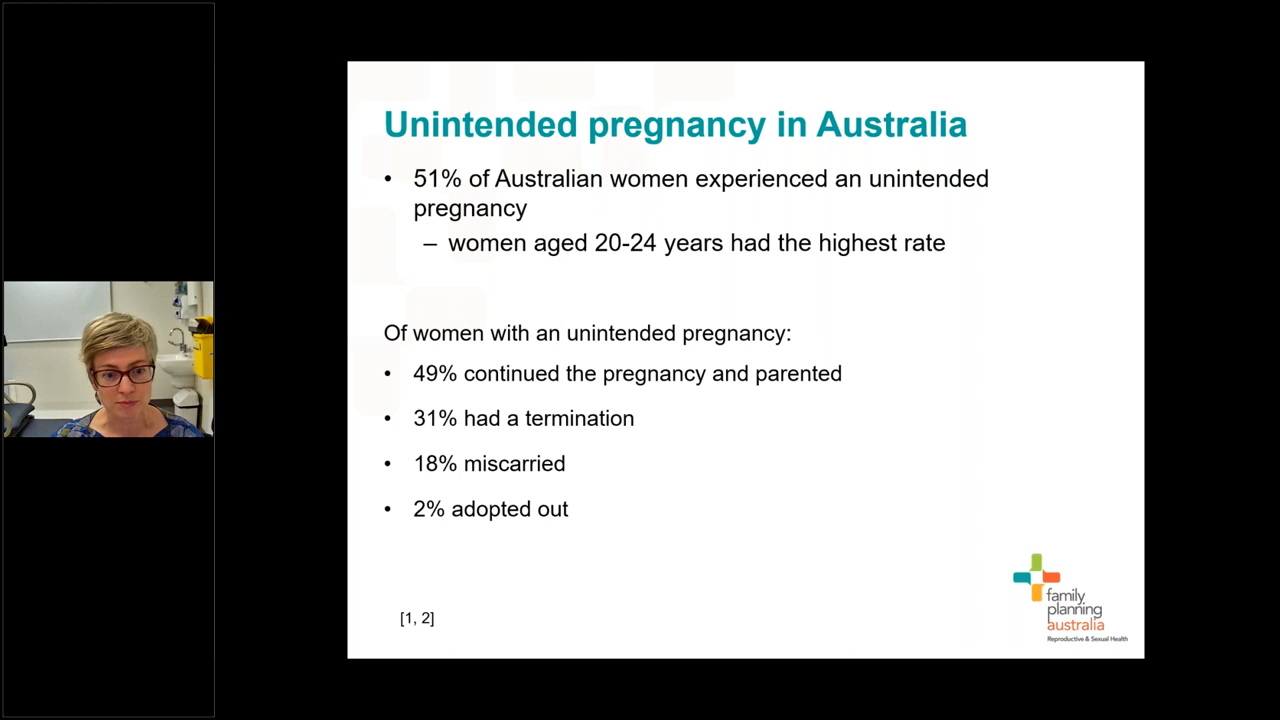 Unintended pregnancy in Australia
• 51% of Australian women experienced an unintended
pregnancy
– women aged 20-24 years had the highest rate
Of women with an unintended pregnancy:
• 49% continued the pregnancy and parented
• 31% had a termination
• 18% miscarried
• 2% adopted out
[1, 2]
family
planning
australia
Reproductive & Sexual Health